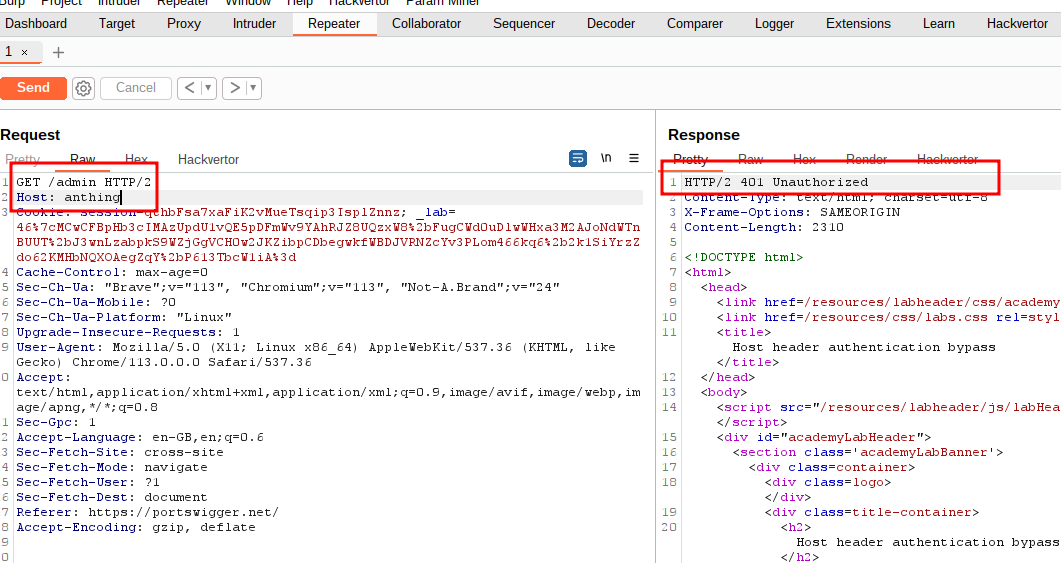 Burp Project Intruder Repeater Window Help Hackvertor Param Miner
Dashboard Target Proxy Intruder Repeater Collaborator Sequencer Decoder Comparer Logger Extensions Learn Hackvertor
1 × +
Send Cancel < ▾ > ▾
Request
Pretty Raw Hex Hackvertor \n ≡
1 GET /admin HTTP/2
2 Host: anthing
3 Cookie:
_lab=
Cache-Control: max-age=0
5 Sec-Ch-Ua: "Brave";v="113", "Chromium";v="113", "Not-A.Brand";v="24"
6 Sec-Ch-Ua-Mobile: ?0
7 Sec-Ch-Ua-Platform: "Linux"
8 Upgrade-Insecure-Requests: 1
9 User-Agent: Mozilla/5.0 (X11; Linux x86_64) AppleWebKit/537.36 (KHTML, like
Gecko) Chrome/113.0.0.0 Safari/537.36
0 Accept:
text/html,application/xhtml+xml,application/xml;q=0.9,image/avif,image/webp,im
age/apng,*/*;q=0.8
1 Sec-Gpc: 1
2 Accept-Language: en-GB,en;q=0.6
3 Sec-Fetch-Site: cross-site
4 Sec-Fetch-Mode: navigate
5 Sec-Fetch-User: ?1
6 Sec-Fetch-Dest: document
7 Referer: https://portswigger.net/
8 Accept-Encoding: gzip, deflate
9
0
Response
Pretty Raw Hex Render Hackvertor
1 HTTP/2 401 Unauthorized
2 Content-Type: text/html; charset=utf-8
3 X-Frame-Options: SAMEORIGIN
4 Content-Length: 2310
5
6 <!DOCTYPE html>
7 <html>
8 <head>
9 <link href=/resources/labheader/css/academy
10 <link href=/resources/css/labs.css rel=styl
11 <title>
Host header authentication bypass
</title>
12 </head>
13 <body>
14 <script src="/resources/labheader/js/labHea
</script>
15 <div id="academyLabHeader">
16 <section class='academyLabBanner'>
17 <div class=container>
18 <div class=logo>
</div>
19 <div class=title-container>
20 <h2>
Host header authentication bypass
</h2>